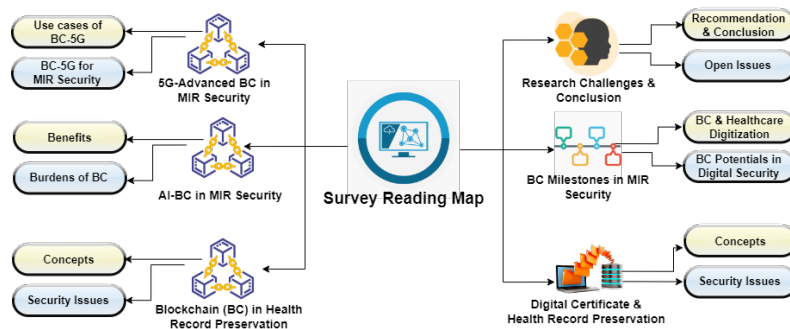 Use cases of
BC-5G
BC-5G for
MIR Security
5G-Advanced BC in
MIR Security
Benefits
Burdens of BC
AI-BC in MIR Security
Concepts
Security Issues
Blockchain (BC) in Health
Record Preservation
Survey Reading Map
Recommendation
& Conclusion
Open Issues
Research Challenges &
Conclusion
BC & Healthcare
Digitization
BC Potentials in
Digital Security
BC Milestones in MIR
Security
Concepts
Security Issues
Digital Certificate &
Health Record Preservation